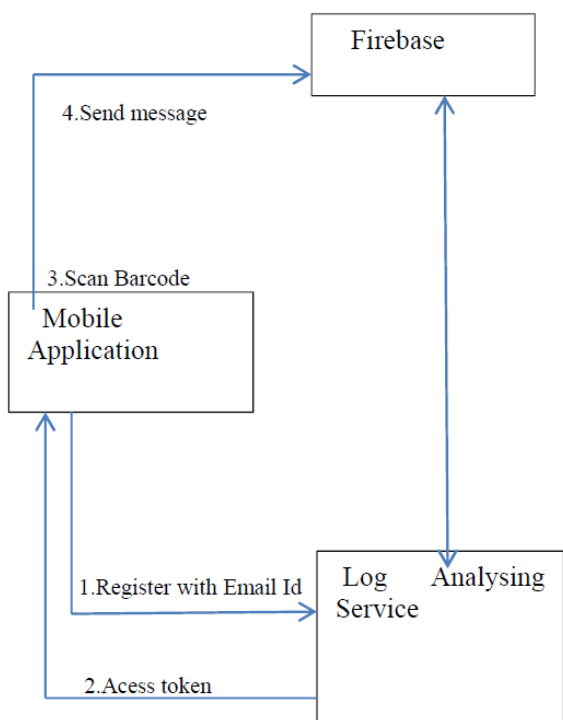 Firebase
4.Send message
3.Scan Barcode
Mobile
Application
1.Register with Email Id
Log Analysing
Service
2.Acess token